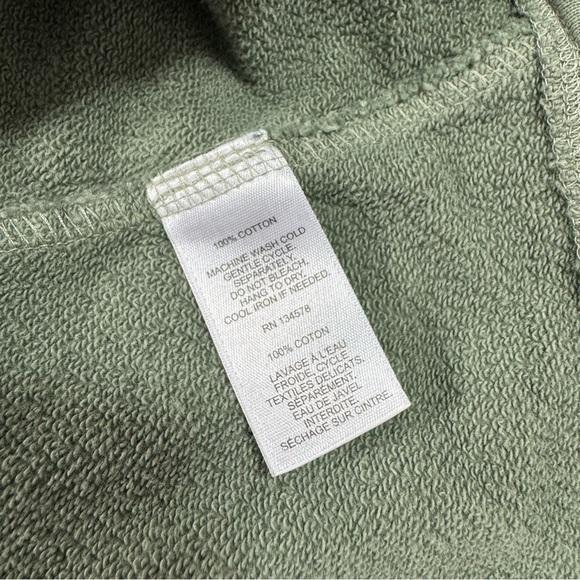 100% COTTON
MACHINE WASH COLD
GENTLE CYCLE.
SEPARATELY.
DO NOT BLEACH.
HANG TO DRY.
COOL IRON IF NEEDED.
RN 134578
100% COTON
LAVAGE À L'EAU
FROIDE, CYCLE
TEXTILES DÉLICATS.
SÉPARÉMENT.
EAU DE JAVEL
INTERDITE.
SÉCHAGE SUR CINTRE.